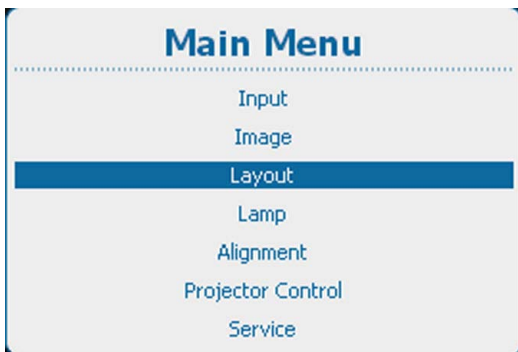 Main Menu
Input
Image
Layout
Lamp
Alignment
Projector Control
Service